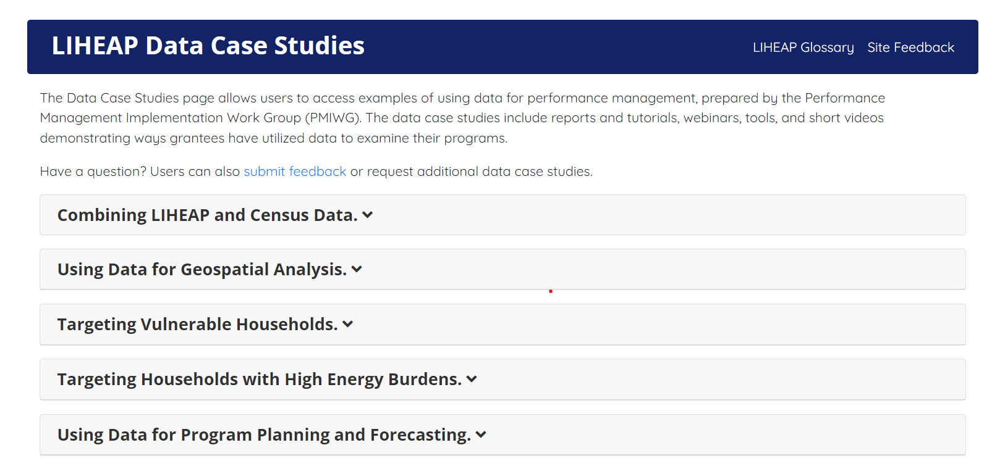 LIHEAP Data Case Studies
LIHEAP Glossary Site Feedback
The Data Case Studies page allows users to access examples of using data for performance management, prepared by the Performance
Management Implementation Work Group (PMIWG). The data case studies include reports and tutorials, webinars, tools, and short videos
demonstrating ways grantees have utilized data to examine their programs.
Have a question? Users can also submit feedback or request additional data case studies.
Combining LIHEAP and Census Data.
Using Data for Geospatial Analysis.
Targeting Vulnerable Households.
Targeting Households with High Energy Burdens.
Using Data for Program Planning and Forecasting.